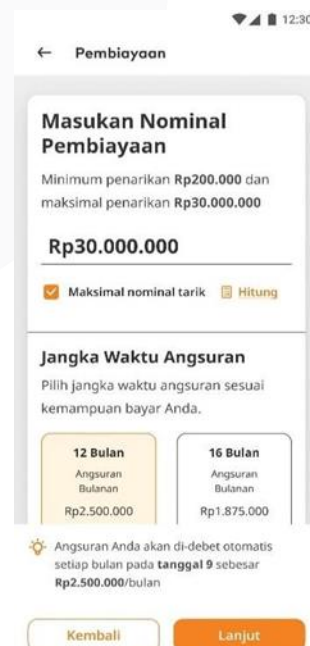 12:30
Pembiayaan
Masukan Nominal
Pembiayaan
Minimum penarikan Rp200.000 dan
maksimal penarikan Rp30.000.000
Rp30.000.000
Maksimal nominal tarik Hitung
Jangka Waktu Angsuran
Pilih jangka waktu angsuran sesuai
kemampuan bayar Anda.
12 Bulan
Angsuran
Bulanan
Rp2.500.000
16 Bulan
Angsuran
Bulanan
Rp1.875.000
Angsuran Anda akan di-debet otomatis
setiap bulan pada tanggal 9 sebesar
Rp2.500.000/bulan
Kembali
Lanjut